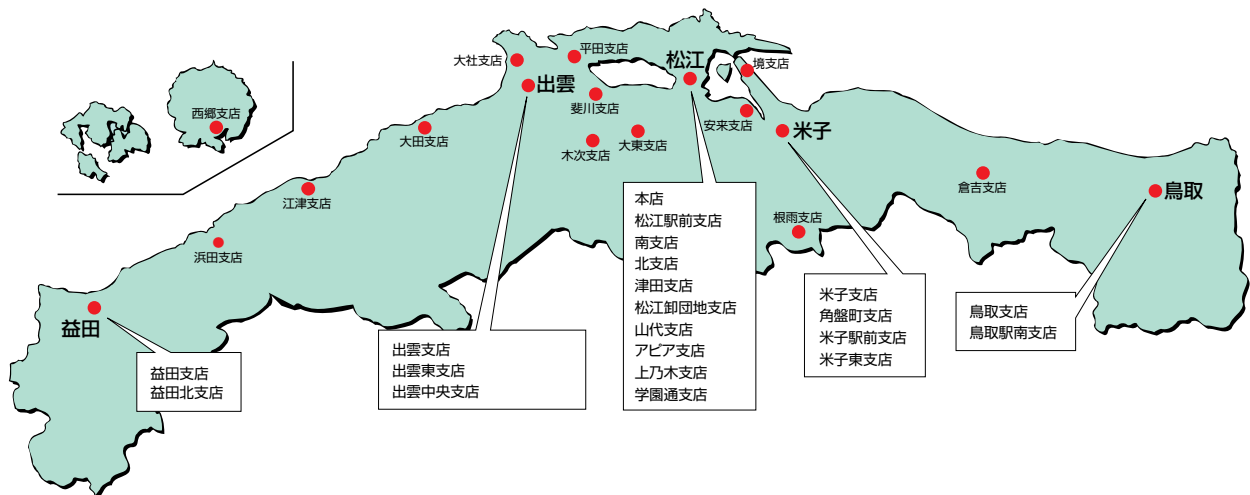 西郷支店
大社支店
平田支店
出雲
斐川支店
松江
境支店
安来支店
米子
大田支店
木次支店
大東支店
江津支店
浜田支店
益田
根雨支店
倉吉支店
鳥取
益田支店
益田北支店
出雲支店
出雲東支店
出雲中央支店
本店
松江駅前支店
南支店
北支店
津田支店
松江卸団地支店
山代支店
アピア支店
上乃木支店
学園通支店
米子支店
角盤町支店
米子駅前支店
米子東支店
鳥取支店
鳥取駅南支店